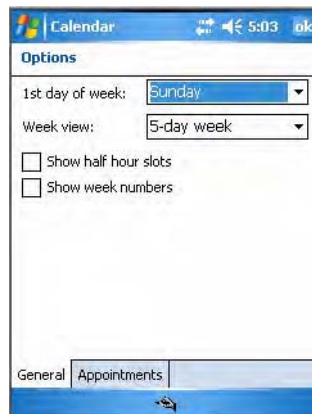 Calendar 5:03 ok
Options
1st day of week: Sunday
Week view: 5-day week
Show half hour slots
Show week numbers
General Appointments